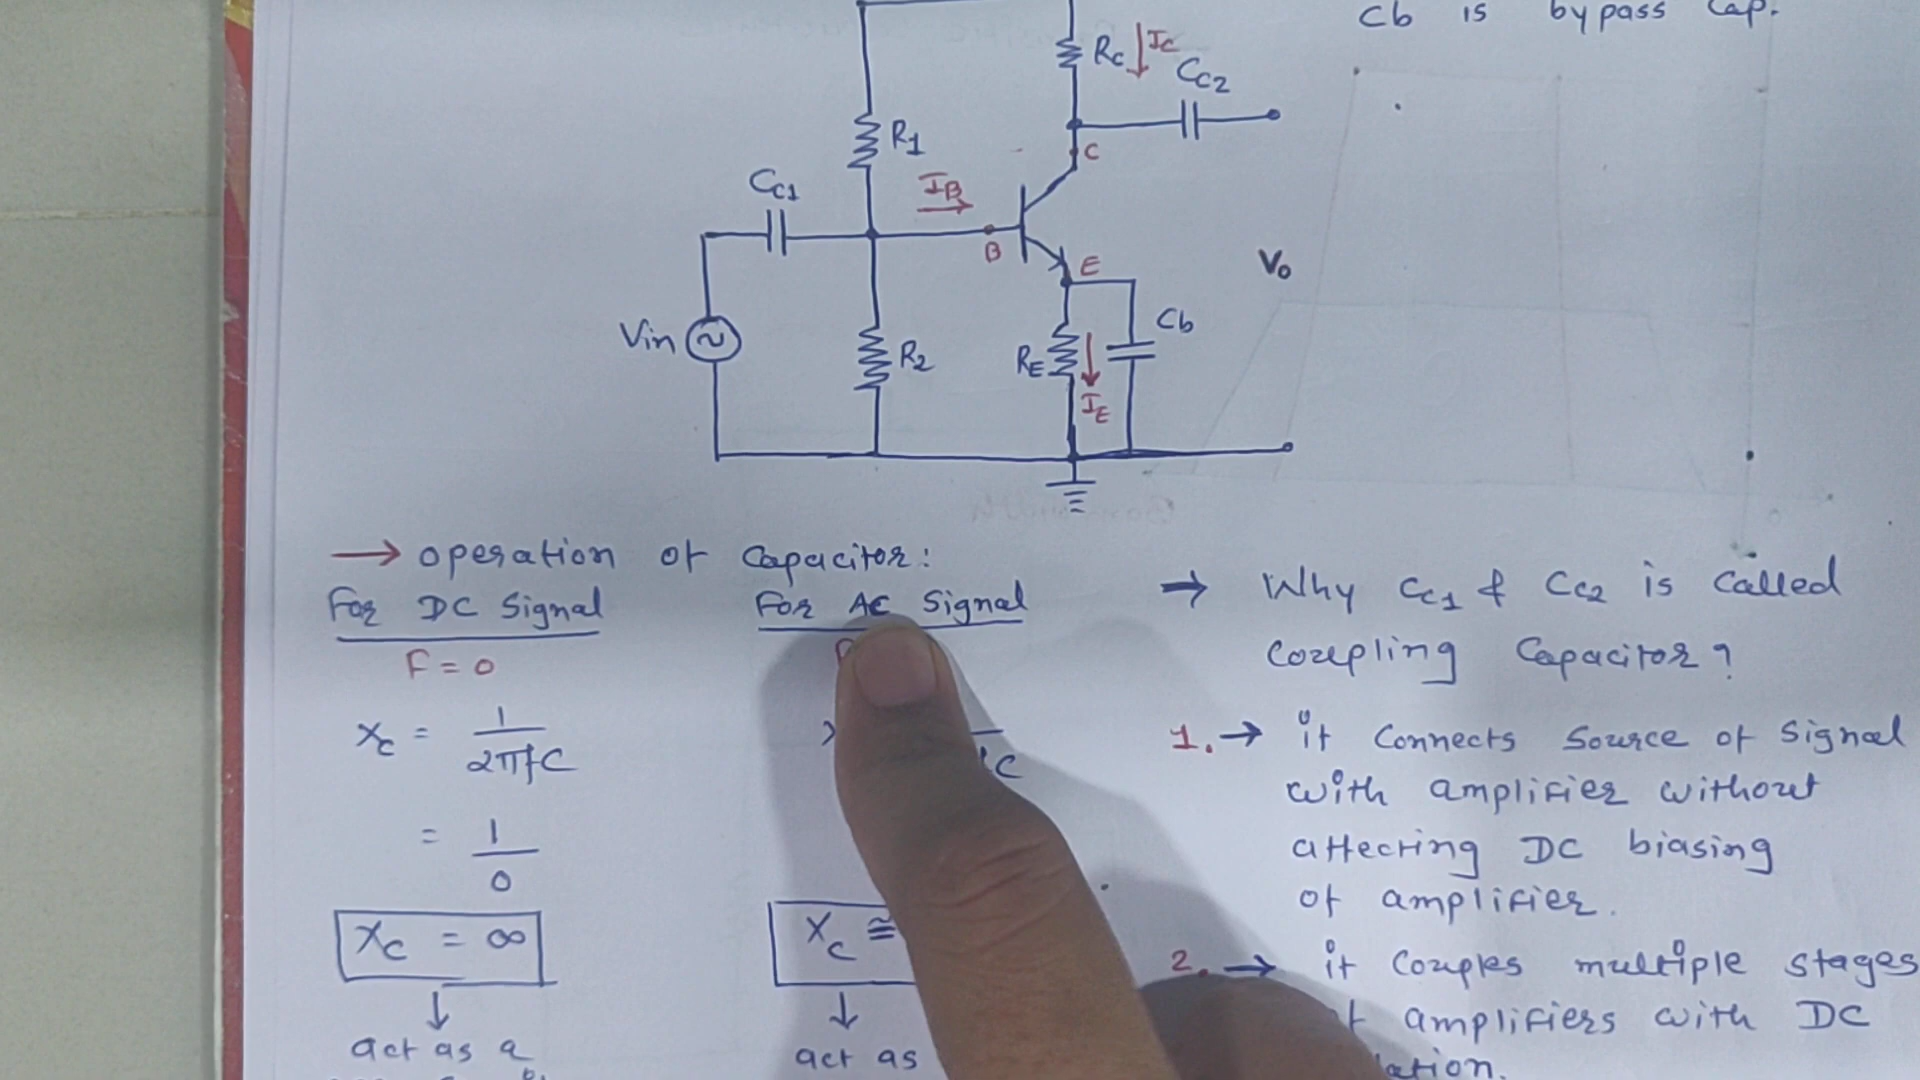 Cb is bypass Cap.
Rc Ic
Cc2
R1
C
Cc1
IB
B
E
Vo
Vin
R2
RE
Cb
IE
→ operation of Capacitor:
For DC Signal
For AC Signal
F = 0
Xc = 1 / 2πfC
= 1 / 0
Xc = ∞
↓
act as a
C
Xc ≅
↓
act as
→ Why Cc1 & Cc2 is called
Coupling Capacitor?
1. → it Connects Source of Signal
with amplifier without
affecting DC biasing
of amplifier.
2. → it Couples multiple stages
amplifiers with DC